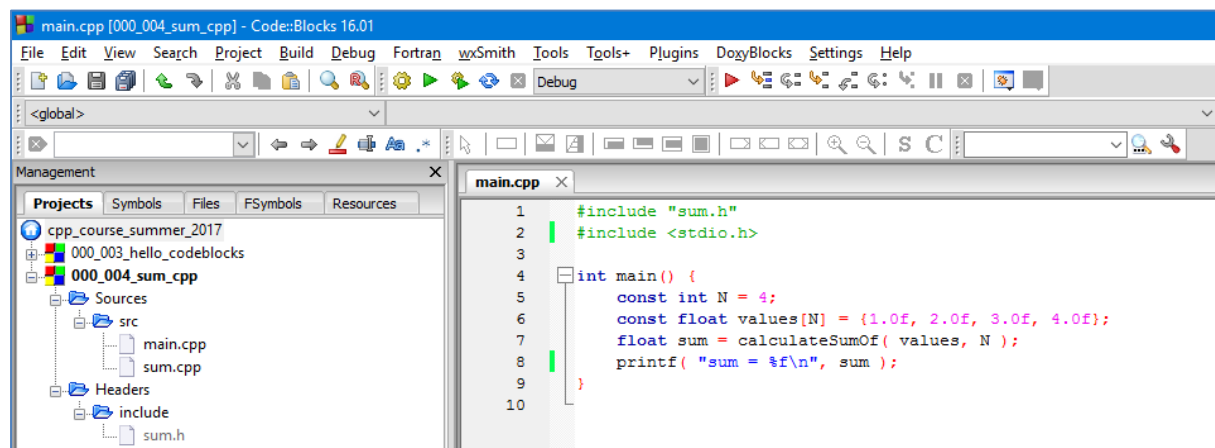 main.cpp [000_004_sum_cpp] - Code::Blocks 16.01
File Edit View Search Project Build Debug Fortran wxSmith Tools Tools+ Plugins DoxyBlocks Settings Help
Debug
<global>
S C
Management
Projects Symbols Files FSymbols Resources
cpp_course_summer_2017
000_003_hello_codeblocks
000_004_sum_cpp
Sources
src
main.cpp
sum.cpp
Headers
include
sum.h
main.cpp
1 #include "sum.h"
2 #include <stdio.h>
3
4 int main() {
5 const int N = 4;
6 const float values[N] = {1.0f, 2.0f, 3.0f, 4.0f};
7 float sum = calculateSumOf( values, N );
8 printf( "sum = %f\n", sum );
9 }
10